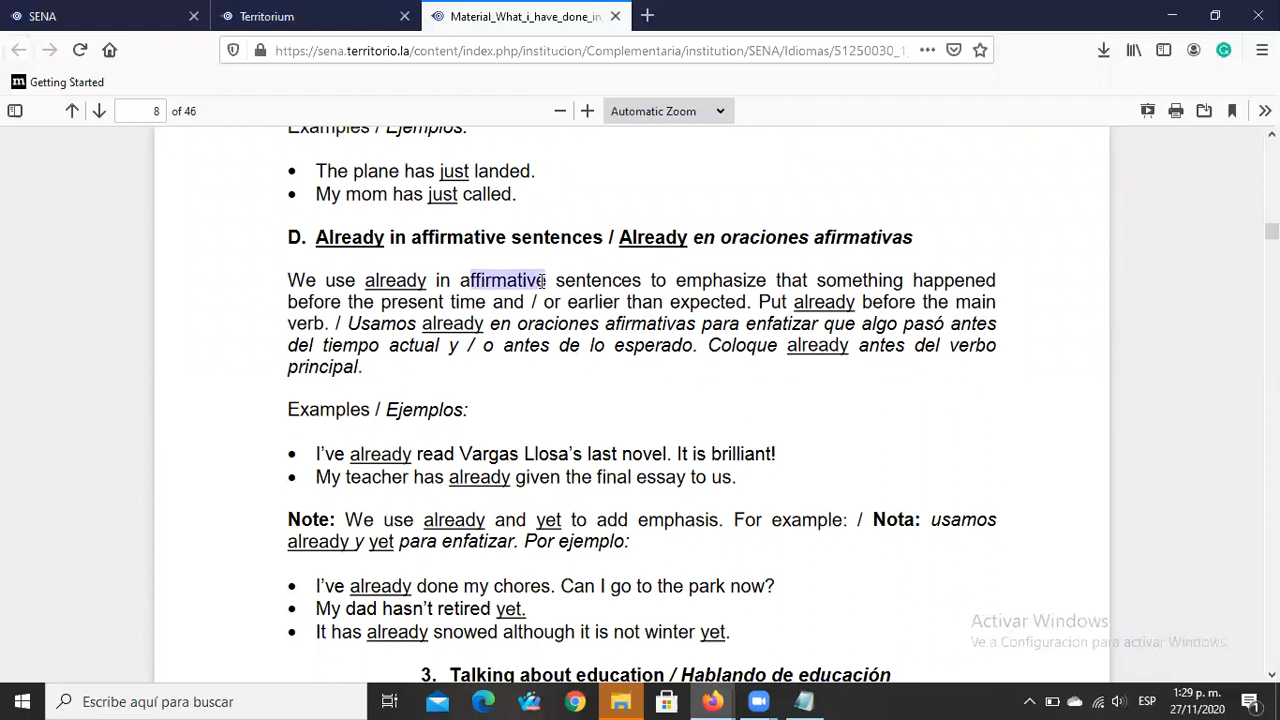 SENA
Territorium
Material_What_i_have_done_in_
https://sena.territorio.la/content/index.php/institucion/Complementaria/institution/SENA/Idiomas/51250030_1
Getting Started
8 of 46
Automatic Zoom
Examples / Ejemplos:
• The plane has just landed.
• My mom has just called.
D. Already in affirmative sentences / Already en oraciones afirmativas
We use already in affirmative sentences to emphasize that something happened
before the present time and / or earlier than expected. Put already before the main
verb. / Usamos already en oraciones afirmativas para enfatizar que algo pasó antes
del tiempo actual y / o antes de lo esperado. Coloque already antes del verbo
principal.
Examples / Ejemplos:
• I’ve already read Vargas Llosa’s last novel. It is brilliant!
• My teacher has already given the final essay to us.
Note: We use already and yet to add emphasis. For example: / Nota: usamos
already y yet para enfatizar. Por ejemplo:
• I’ve already done my chores. Can I go to the park now?
• My dad hasn’t retired yet.
• It has already snowed although it is not winter yet.
3. Talking about education / Hablando de educación
Activar Windows
Ve a Configuración para activar Windows.
Escribe aquí para buscar
ESP
1:29 p. m.
27/11/2020